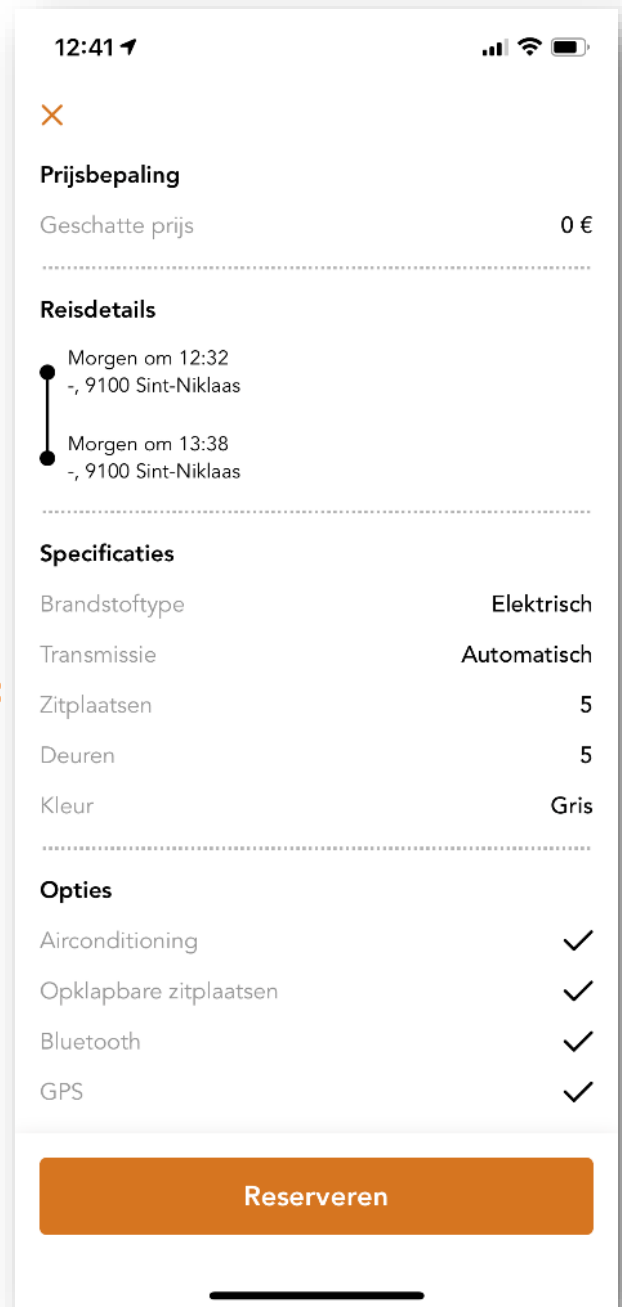 12:41
Prijsbepaling
Geschatte prijs 0 €
Reisdetails
Morgen om 12:32
-, 9100 Sint-Niklaas
Morgen om 13:38
-, 9100 Sint-Niklaas
Specificaties
Brandstoftype Elektrisch
Transmissie Automatisch
Zitplaatsen 5
Deuren 5
Kleur Gris
Opties
Airconditioning
Opklapbare zitplaatsen
Bluetooth
GPS
Reserveren